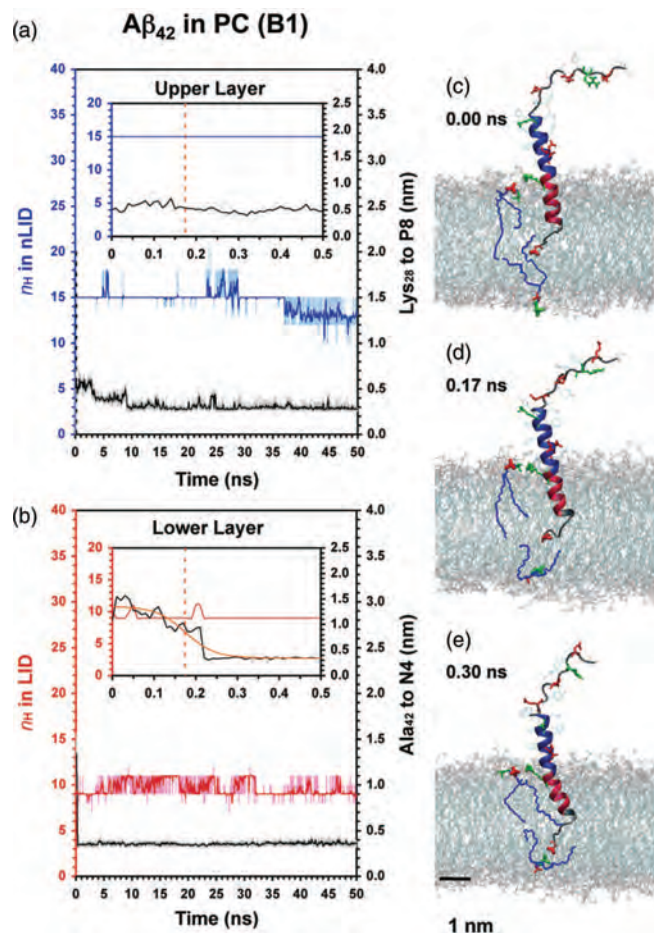 Aβ42 in PC (B1)
(a)
40
35
30
25
20
15
10
5
0
nH in nLID
4.0
3.5
3.0
2.5
2.0
1.5
1.0
0.5
0.0
Lys28 to P8 (nm)
Upper Layer
20
15
10
5
0
2.5
2.0
1.5
1.0
0.5
0.0
0 0.1 0.2 0.3 0.4 0.5
0 5 10 15 20 25 30 35 40 45 50
Time (ns)
(b)
40
35
30
25
20
15
10
5
0
nH in LID
4.0
3.5
3.0
2.5
2.0
1.5
1.0
0.5
0.0
Ala42 to N4 (nm)
Lower Layer
20
15
10
5
0
2.5
2.0
1.5
1.0
0.5
0.0
0 0.1 0.2 0.3 0.4 0.5
0 5 10 15 20 25 30 35 40 45 50
Time (ns)
(c)
0.00 ns
(d)
0.17 ns
(e)
0.30 ns
1 nm